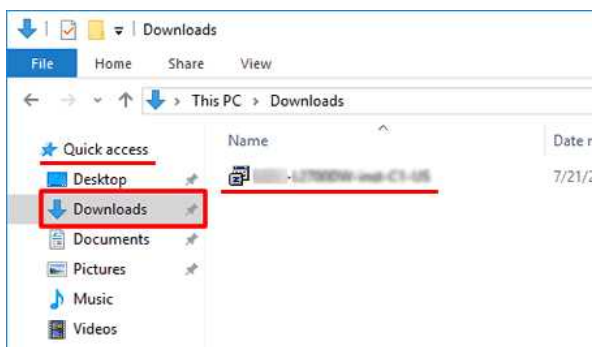 Downloads
File Home Share View
This PC > Downloads
Name Date
Quick access
Desktop
7/21/2
Downloads
Documents
Pictures
Music
Videos